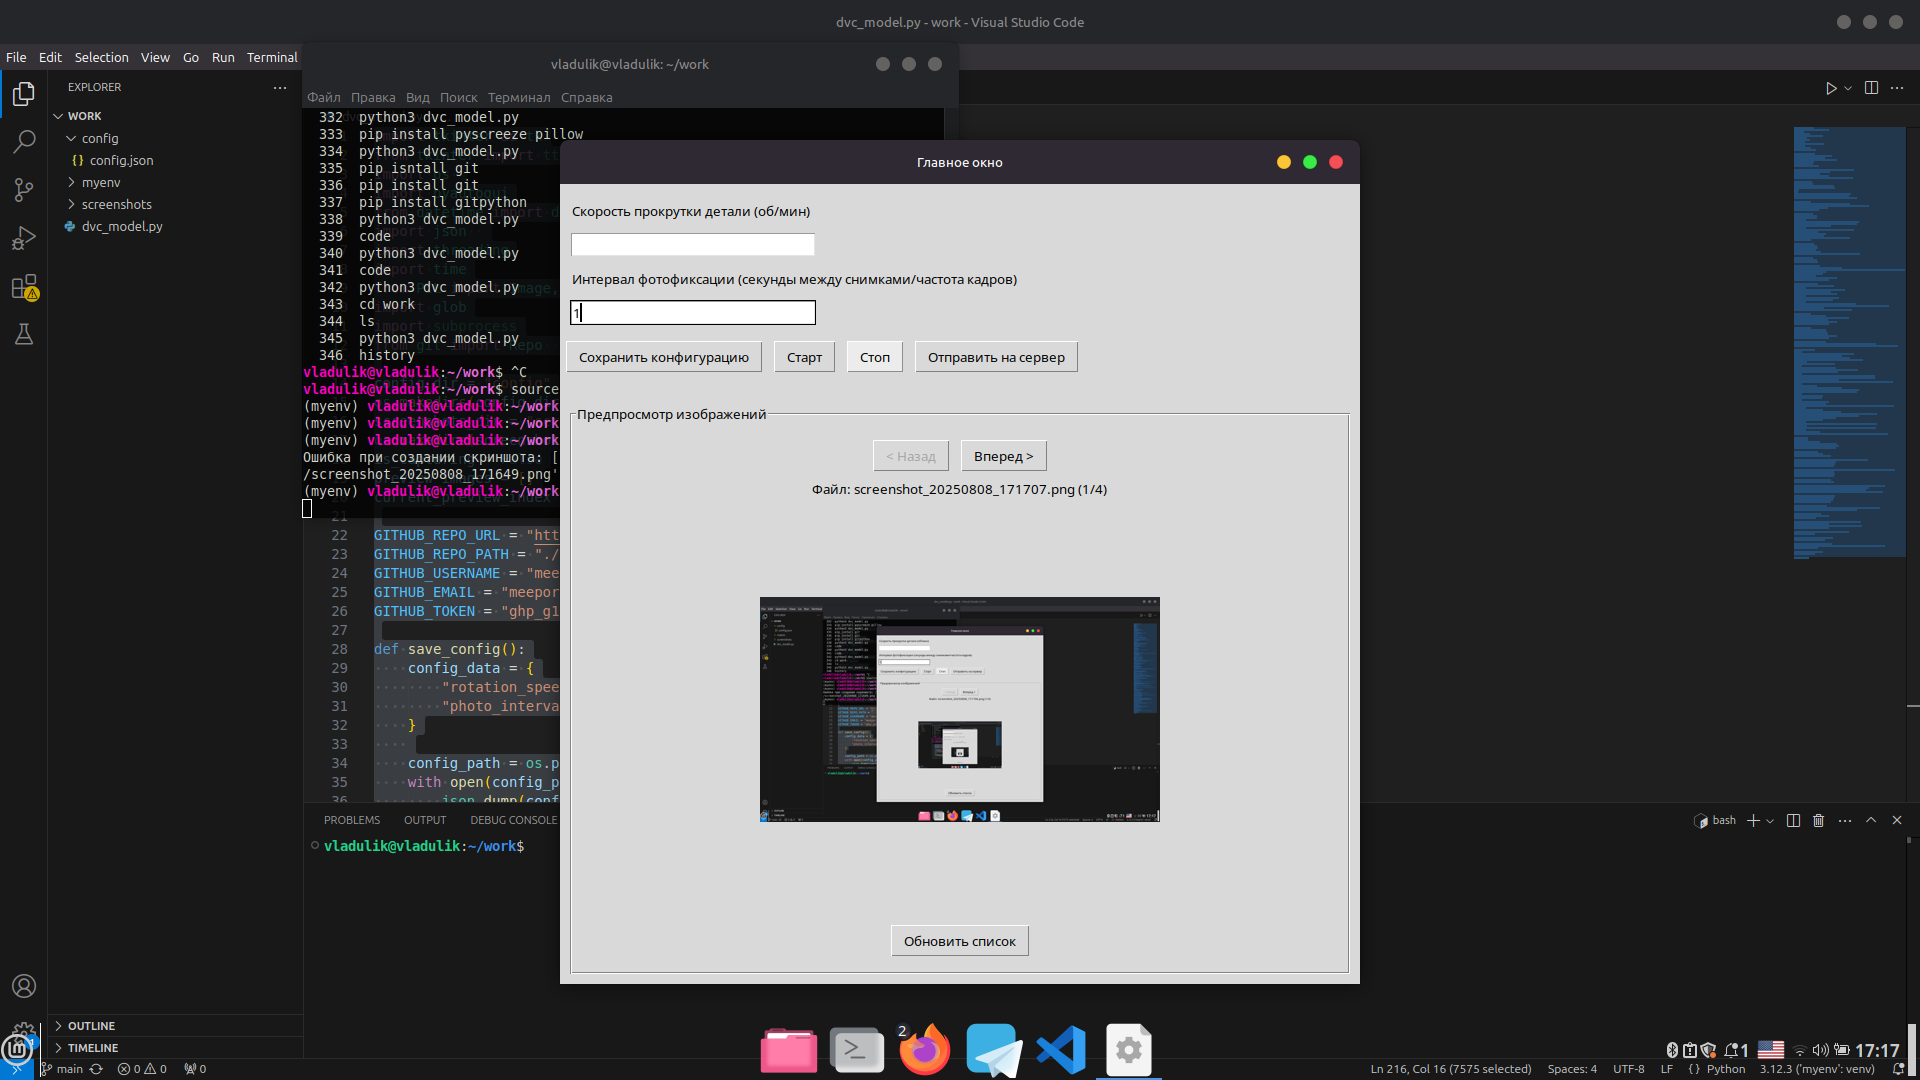 dvc_model.py - work - Visual Studio Code
File Edit Selection View Go Run Terminal
EXPLORER
WORK
config
{} config.json
myenv
screenshots
dvc_model.py
OUTLINE
TIMELINE
vladulik@vladulik: ~/work
Файл Правка Вид Поиск Терминал Справка
332 python3 dvc_model.py
333 pip install pyscreeze pillow
334 python3 dvc_model.py
335 pip isntall git
336 pip install git
337 pip install gitpython
338 python3 dvc_model.py
339 code
340 python3 dvc_model.py
341 code
342 python3 dvc_model.py
343 cd work
344 ls
345 python3 dvc_model.py
346 history
vladulik@vladulik:~/work$ ^C
vladulik@vladulik:~/work$ source
(myenv) vladulik@vladulik:~/work
(myenv) vladulik@vladulik:~/work
(myenv) vladulik@vladulik:~/work
Ошибка при создании скриншота: [
/screenshot_20250808_171649.png'
(myenv) vladulik@vladulik:~/work
21
22 GITHUB_REPO_URL = "htt
23 GITHUB_REPO_PATH = "./
24 GITHUB_USERNAME = "mee
25 GITHUB_EMAIL = "meepor
26 GITHUB_TOKEN = "ghp_g1
27
28 def save_config():
29 config_data = {
30 "rotation_spee
31 "photo_interva
32 }
33
34 config_path = os.p
35 with open(config_p
36 json.dump(conf
Главное окно
Скорость прокрутки детали (об/мин)
Интервал фотофиксации (секунды между снимками/частота кадров)
1
Сохранить конфигурацию Старт Стоп Отправить на сервер
Предпросмотр изображений
< Назад Вперед >
Файл: screenshot_20250808_171707.png (1/4)
Обновить список
PROBLEMS OUTPUT DEBUG CONSOLE
bash
vladulik@vladulik:~/work$
2
1 17:17
main 0 0 0
Ln 216, Col 16 (7575 selected) Spaces: 4 UTF-8 LF {} Python 3.12.3 ('myenv': venv)